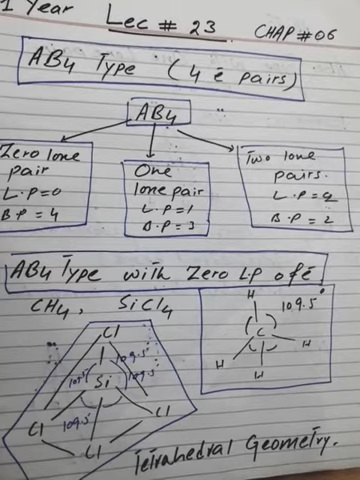 1 Year Lec # 23 CHAP # 06
AB4 Type ( 4 é pairs )
AB4
Zero lone
pair
L.P = 0
B.P = 4
One
lone pair
L.P = 1
B.P = 3
Two lone
pairs.
L.P = 2
B.P = 2
AB4 Type with Zero LP of é
CH4, SiCl4
Cl
109.5°
109.5
Si
109.5
109.5
Cl
Cl
Cl
H
109.5°
C
H
H
H
Tetrahedral Geometry.